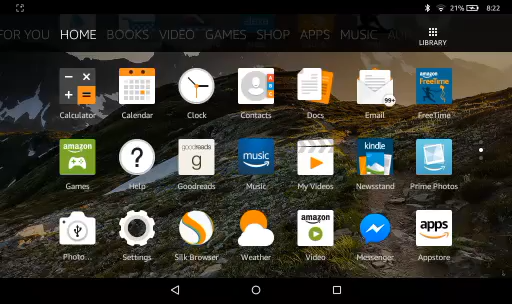 21% 8:22
FOR YOU HOME BOOKS VIDEO GAMES SHOP APPS MUSIC
LIBRARY
amazon
FreeTime
A
B
C
99+
Calculator Calendar Clock Contacts Docs Email FreeTime
amazon ? goodreads g music kindle
Games Help Goodreads Music My Videos Newsstand Prime Photos
amazon apps
Photo... Settings Silk Browser Weather Video Messenger Appstore